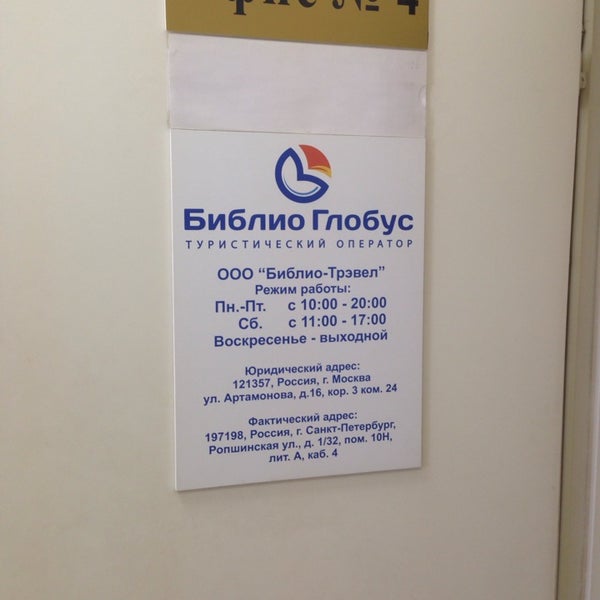 № 4
Библио Глобус
ТУРИСТИЧЕСКИЙ ОПЕРАТОР
ООО “Библио-Трэвел”
Режим работы:
Пн.-Пт. с 10:00 - 20:00
Сб. с 11:00 - 17:00
Воскресенье - выходной
Юридический адрес:
121357, Россия, г. Москва
ул. Артамонова, д.16, кор. 3 ком. 24
Фактический адрес:
197198, Россия, г. Санкт-Петербург,
Ропшинская ул., д. 1/32, пом. 10Н,
лит. А, каб. 4